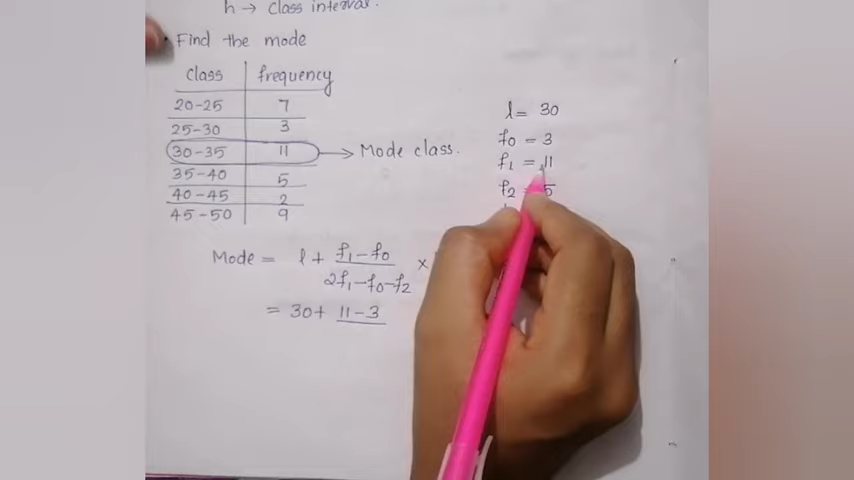 h → class interval.
• Find the mode
class frequency
20-25 7
25-30 3
30-35 11 → Mode class.
35-40 5
40-45 2
45-50 9
l = 30
f0 = 3
f1 = 11
f2 = 5
Mode = l + f1-f0 / 2f1-f0-f2 ×
= 30+ 11-3